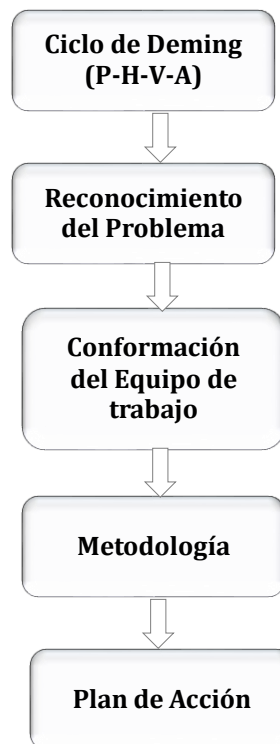 Ciclo de Deming
(P-H-V-A)
Reconocimiento
del Problema
Conformación
del Equipo de
trabajo
Metodología
Plan de Acción